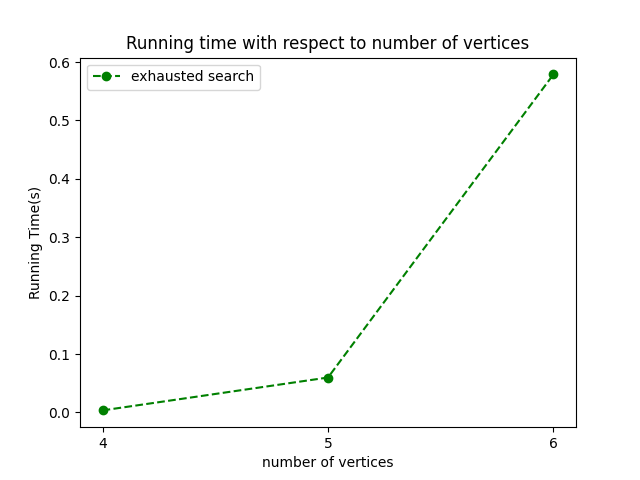 Running time with respect to number of vertices
exhausted search
0.6
0.5
0.4
0.3
0.2
0.1
0.0
Running Time(s)
4
5
6
number of vertices